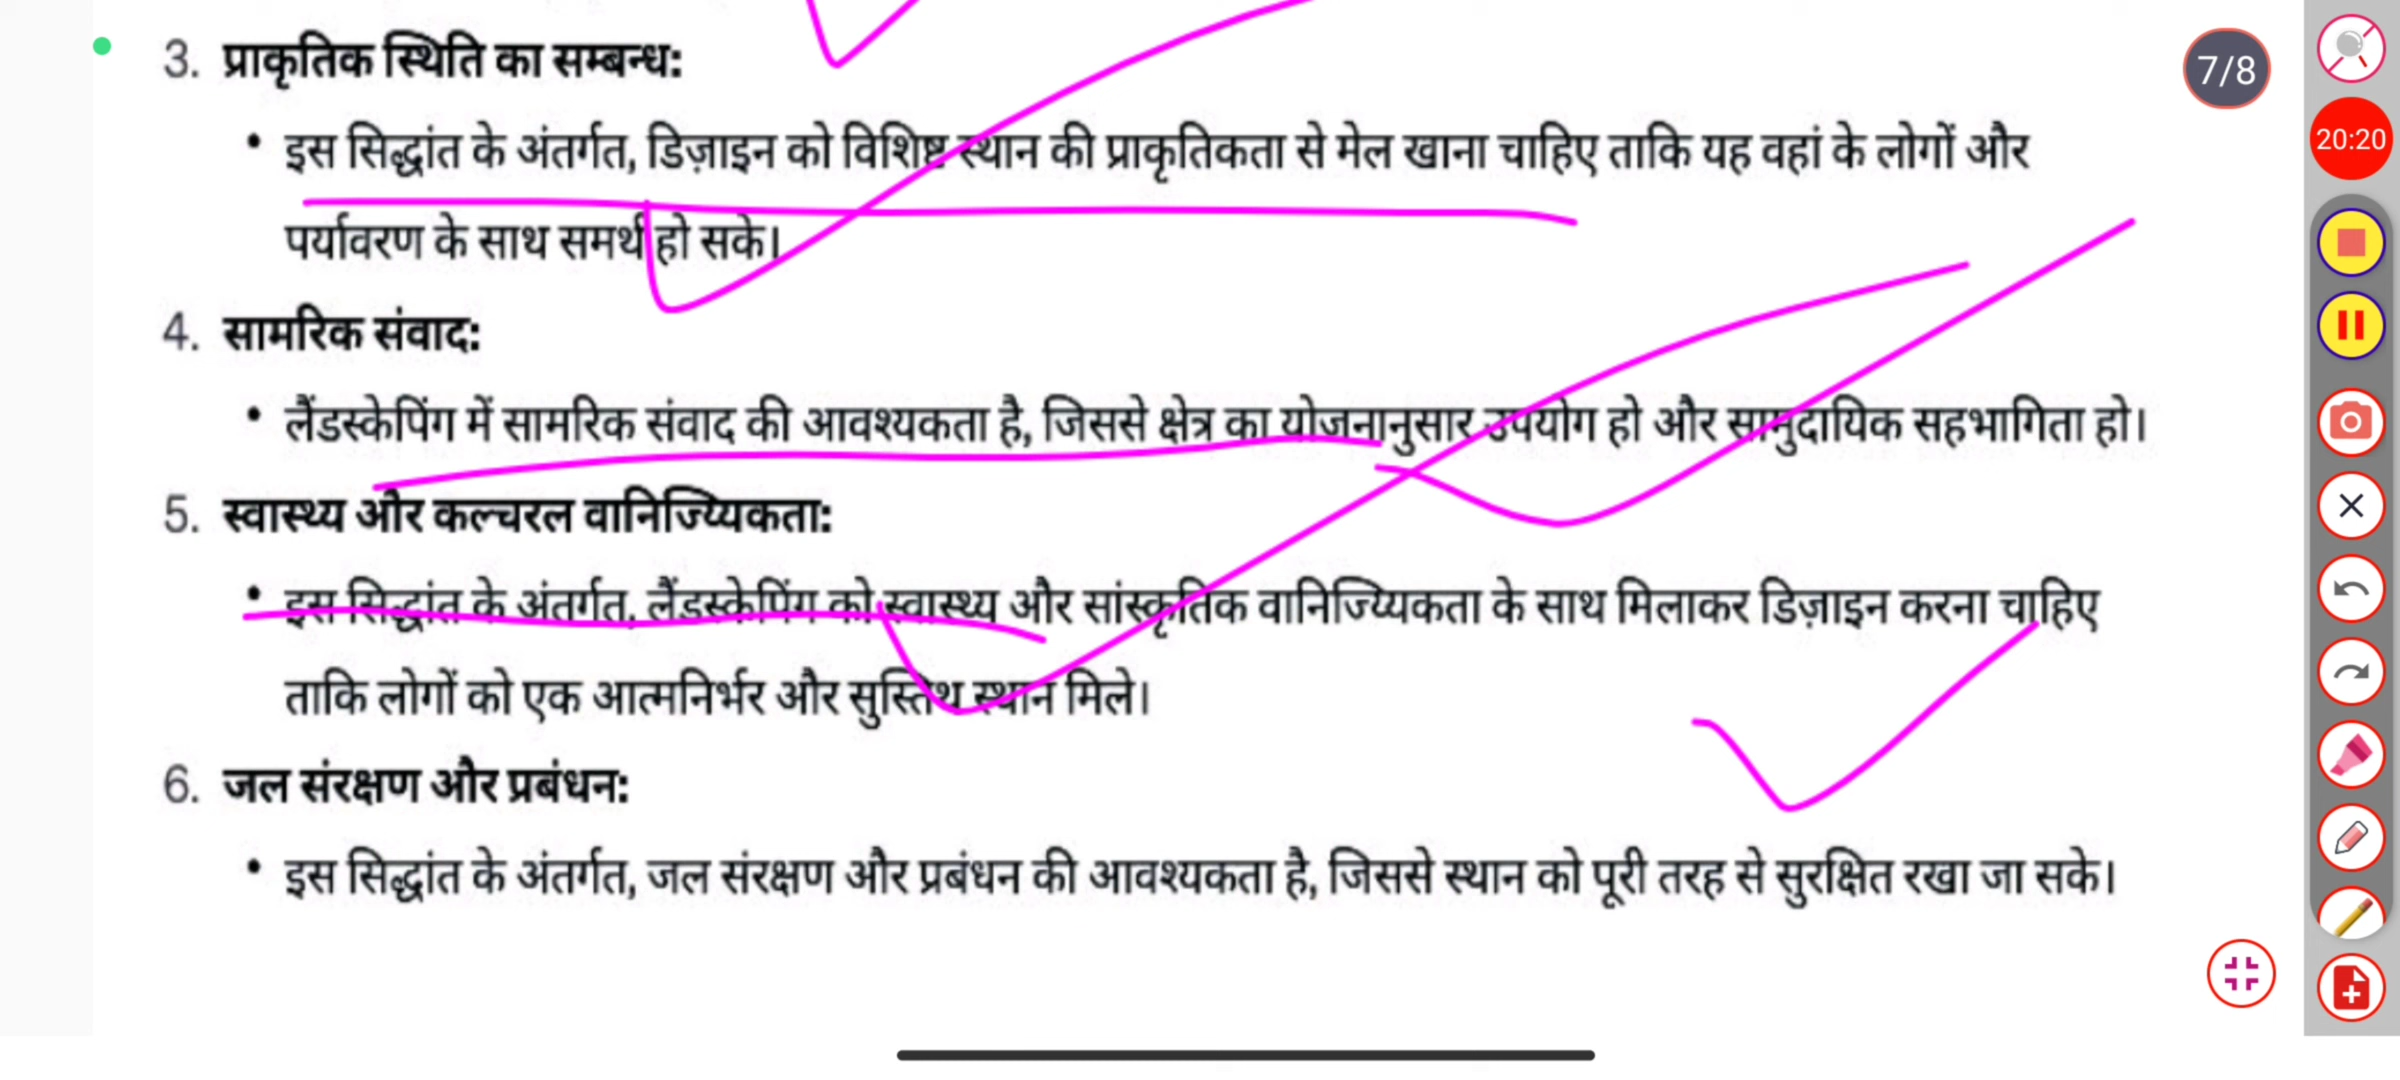 3. प्राकृतिक स्थिति का सम्बन्ध:
• इस सिद्धांत के अंतर्गत, डिज़ाइन को विशिष्ट स्थान की प्राकृतिकता से मेल खाना चाहिए ताकि यह वहां के लोगों और
पर्यावरण के साथ समर्थ हो सके।
4. सामरिक संवाद:
• लैंडस्केपिंग में सामरिक संवाद की आवश्यकता है, जिससे क्षेत्र का योजनानुसार उपयोग हो और सामुदायिक सहभागिता हो।
5. स्वास्थ्य और कल्चरल वानिज्य्यिकता:
• इस सिद्धांत के अंतर्गत, लैंडस्केपिंग को स्वास्थ्य और सांस्कृतिक वानिज्य्यिकता के साथ मिलाकर डिज़ाइन करना चाहिए
ताकि लोगों को एक आत्मनिर्भर और सुस्तिथ स्थान मिले।
6. जल संरक्षण और प्रबंधन:
• इस सिद्धांत के अंतर्गत, जल संरक्षण और प्रबंधन की आवश्यकता है, जिससे स्थान को पूरी तरह से सुरक्षित रखा जा सके।
7/8
20:20